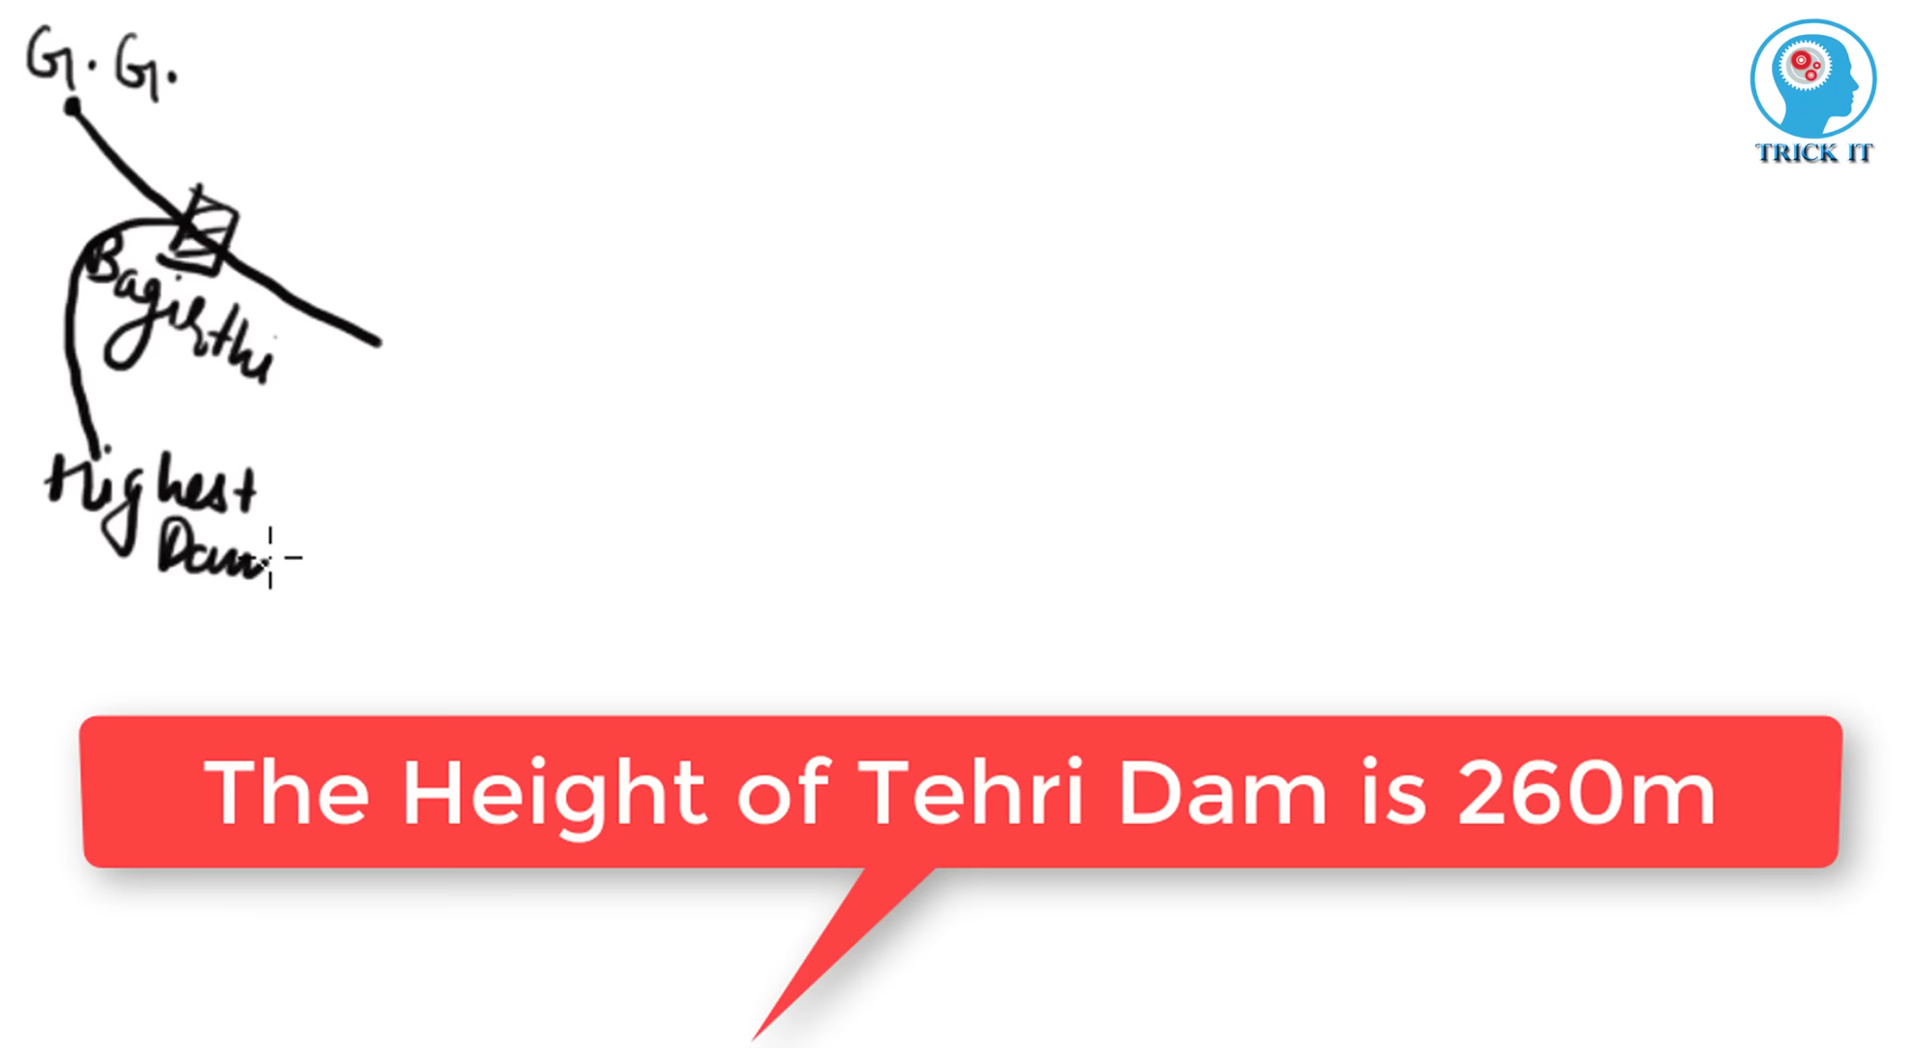 G. G.
TRICK IT
Bagirthi
Highest
Dam
The Height of Tehri Dam is 260m